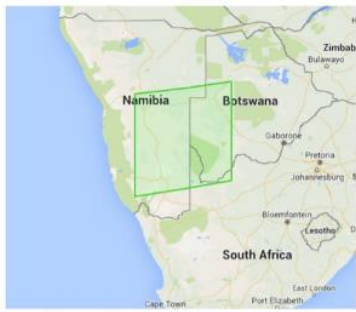 Zimbab
Bulawayo
Namibia
Botswana
Gaborone
Pretoria
Johannesburg
Bloemfontein
Lesotho
South Africa
East London
Cape Town
Port Elizabeth